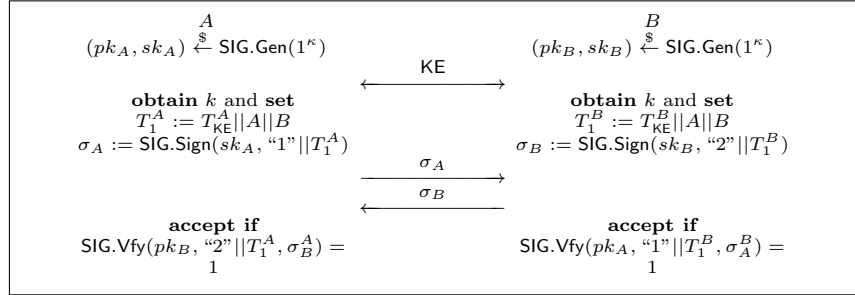 A B
(pk_A, sk_A) $← SIG.Gen(1^κ) (pk_B, sk_B) $← SIG.Gen(1^κ)
KE
obtain k and set obtain k and set
T_1^A := T_KE^A||A||B T_1^B := T_KE^B||A||B
σ_A := SIG.Sign(sk_A, “1”||T_1^A) σ_B := SIG.Sign(sk_B, “2”||T_1^B)
σ_A
σ_B
accept if accept if
SIG.Vfy(pk_B, “2”||T_1^A, σ_B^A) = SIG.Vfy(pk_A, “1”||T_1^B, σ_A^B) =
1 1